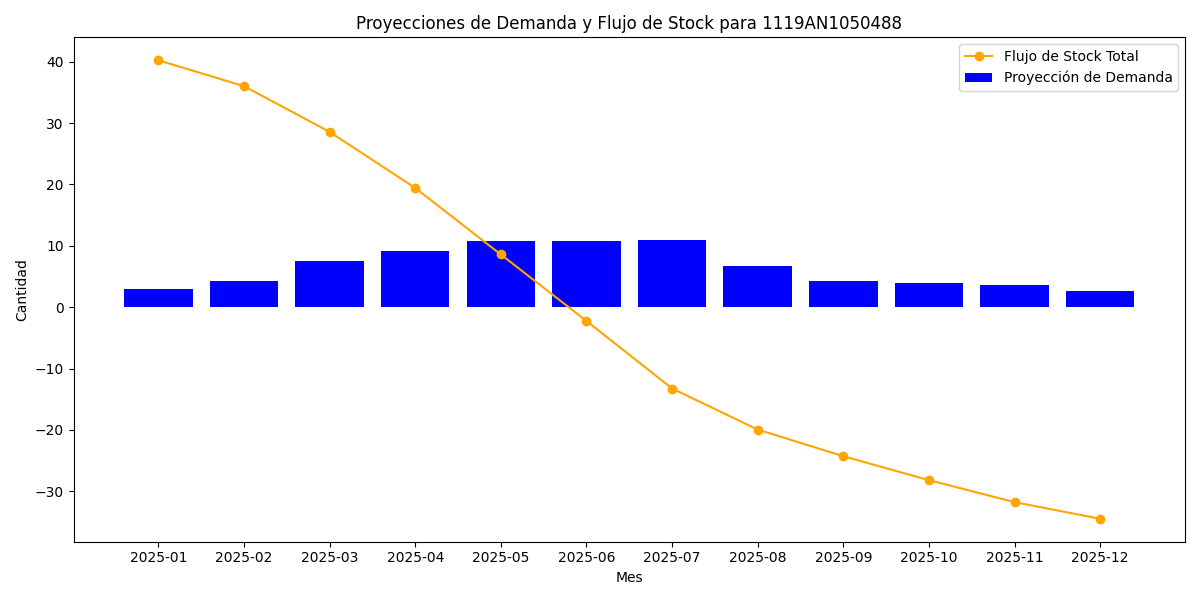 Proyecciones de Demanda y Flujo de Stock para 1119AN1050488
Flujo de Stock Total
Proyección de Demanda
Cantidad
40
30
20
10
0
−10
−20
−30
2025-01 2025-02 2025-03 2025-04 2025-05 2025-06 2025-07 2025-08 2025-09 2025-10 2025-11 2025-12
Mes